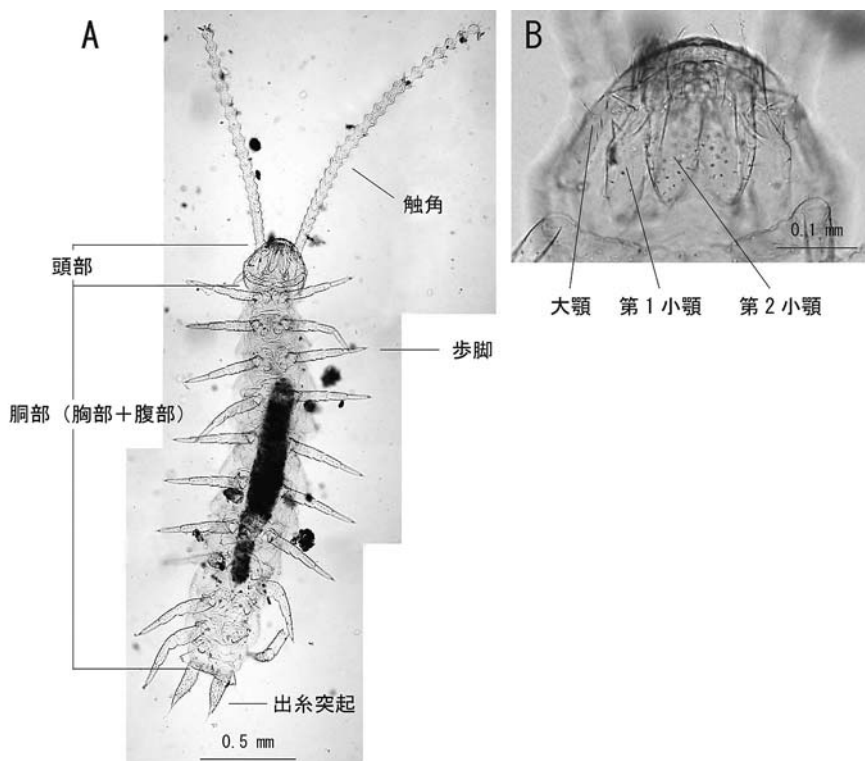 A
触角
頭部
歩脚
胴部（胸部＋腹部）
出糸突起
0.5 mm
B
0.1 mm
大顎
第1小顎
第2小顎